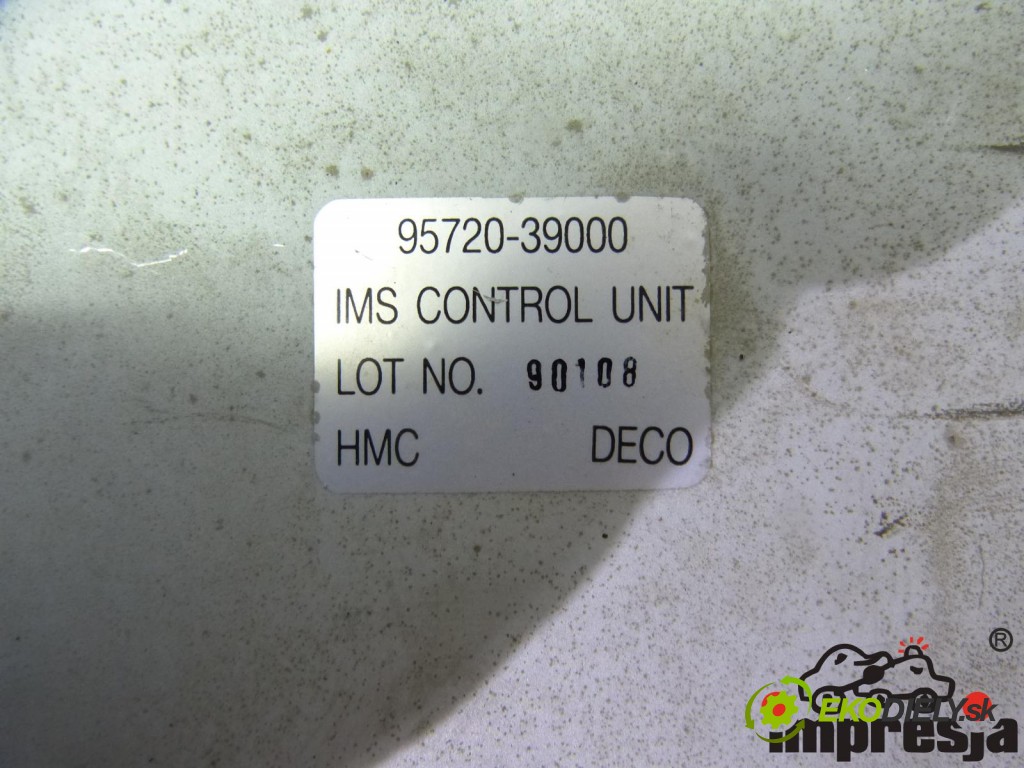 95720-39000
IMS CONTROL UNIT
LOT NO. 90108
HMC DECO
®
EKODIELY.sk
impresja